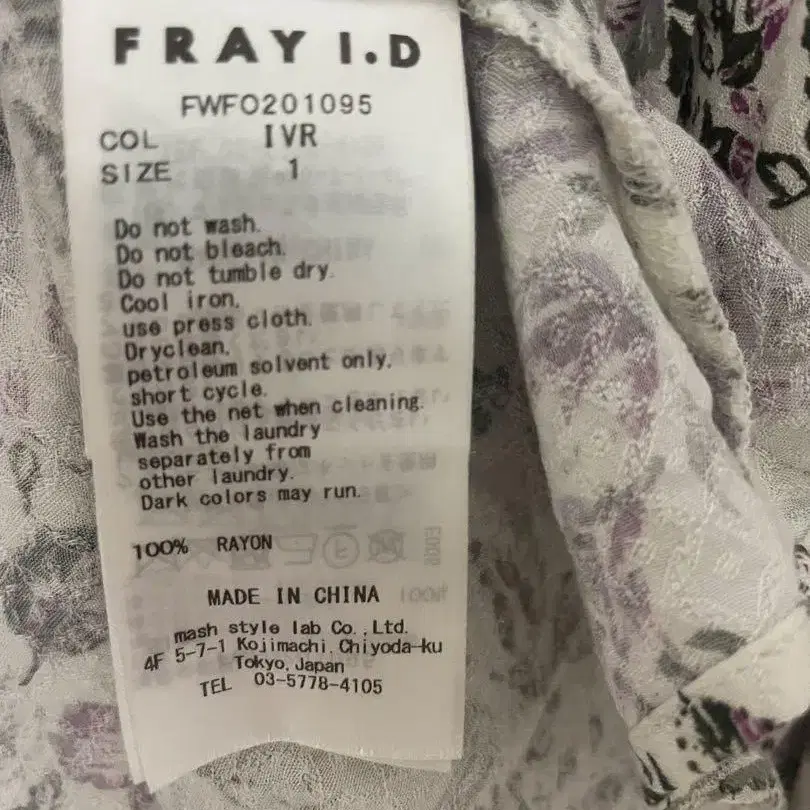 FRAY I.D
FWFO201095
COL IVR
SIZE 1
Do not wash.
Do not bleach.
Do not tumble dry.
Cool iron.
use press cloth.
Dryclean.
petroleum solvent only.
short cycle.
Use the net when cleaning.
Wash the laundry
separately from
other laundry.
Dark colors may run.
100% RAYON
MADE IN CHINA
mash style lab Co.,Ltd.
4F 5-7-1 Kojimachi.Chiyoda-ku
Tokyo.Japan
TEL 03-5778-4105